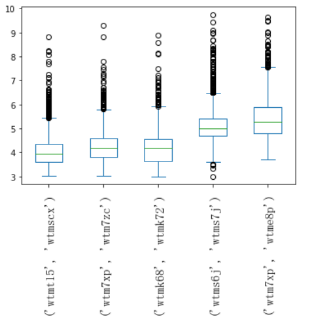 10
9
8
7
6
5
4
3
('wtmt15', 'wtmscx')
('wtm7xp', 'wtm7zc')
('wtmk68', 'wtmk72')
('wtms6j', 'wtms7j')
('wtm7xp', 'wtme8p')